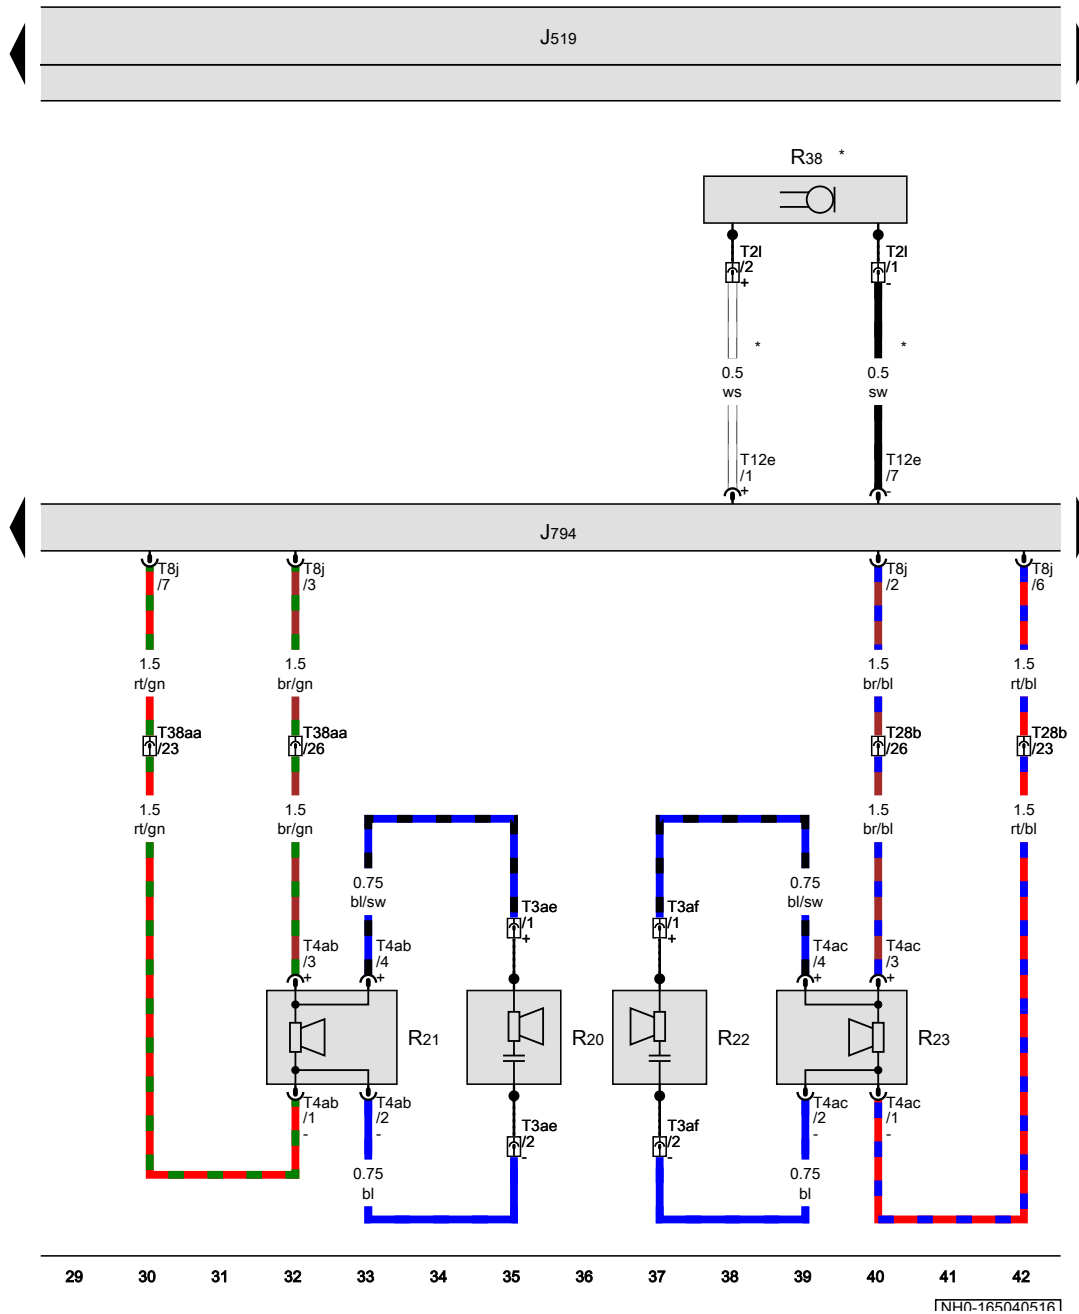 J519
R38 *
T2l
/2
+
T2l
/1
-
*
*
0.5
ws
0.5
sw
T12e
/1
+
T12e
/7
-
J794
T8j
/7
T8j
/3
T8j
/2
T8j
/6
1.5
rt/gn
1.5
br/gn
1.5
br/bl
1.5
rt/bl
T38aa
/23
T38aa
/26
T28b
/26
T28b
/23
1.5
rt/gn
1.5
br/gn
1.5
br/bl
1.5
rt/bl
0.75
bl/sw
0.75
bl/sw
T3ae
/1
+
T3af
/1
+
T4ab
/3
+
T4ab
/4
+
T4ac
/4
+
T4ac
/3
+
R21
R20
R22
R23
T4ab
/1
-
T4ab
/2
-
T3ae
/2
-
T3af
/2
-
T4ac
/2
-
T4ac
/1
-
0.75
bl
0.75
bl
29 30 31 32 33 34 35 36 37 38 39 40 41 42
NH0-165040516